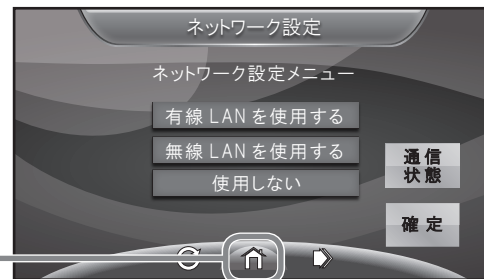 ネットワーク設定
ネットワーク設定メニュー
有線 LAN を使用する
無線 LAN を使用する
使用しない
通信
状態
確定